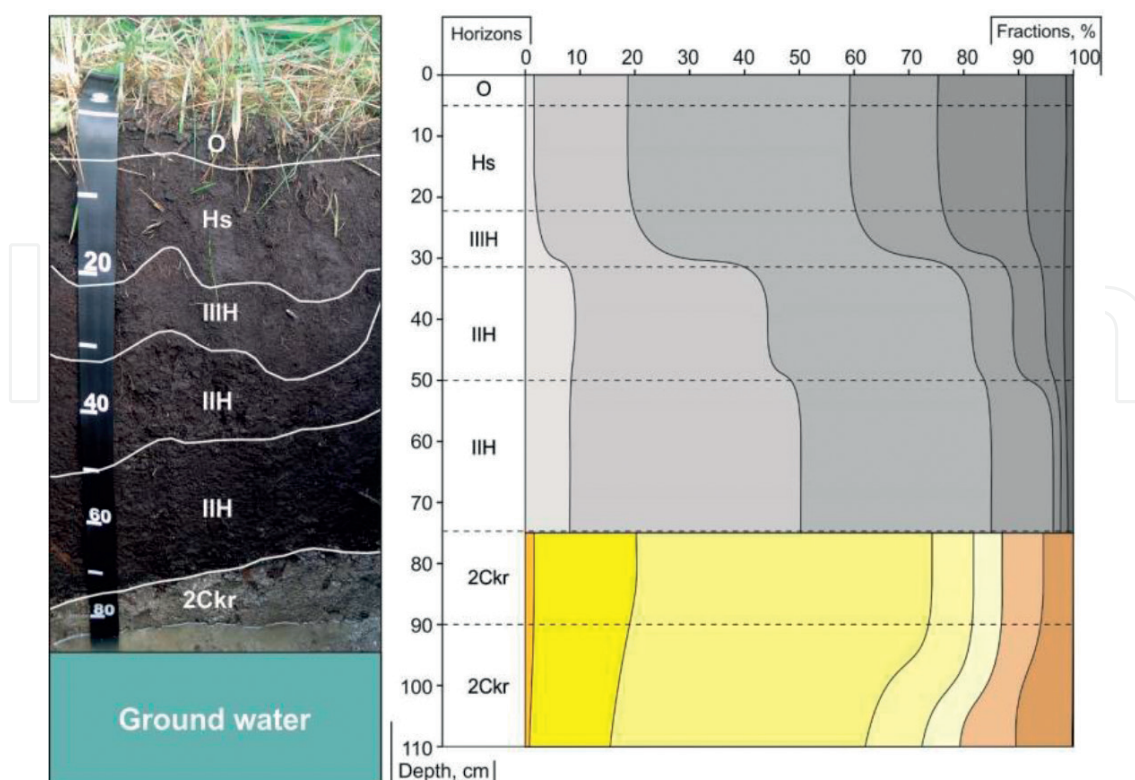 O
Hs
20
IIIH
IIH
40
IIH
60
2Ckr
80
Ground water
Horizons
Fractions, %
0 10 20 30 40 50 60 70 80 90 100
0
O
10
Hs
20
IIIH
30
IIH
40
50
IIH
60
70
80
2Ckr
90
100
2Ckr
110
Depth, cm